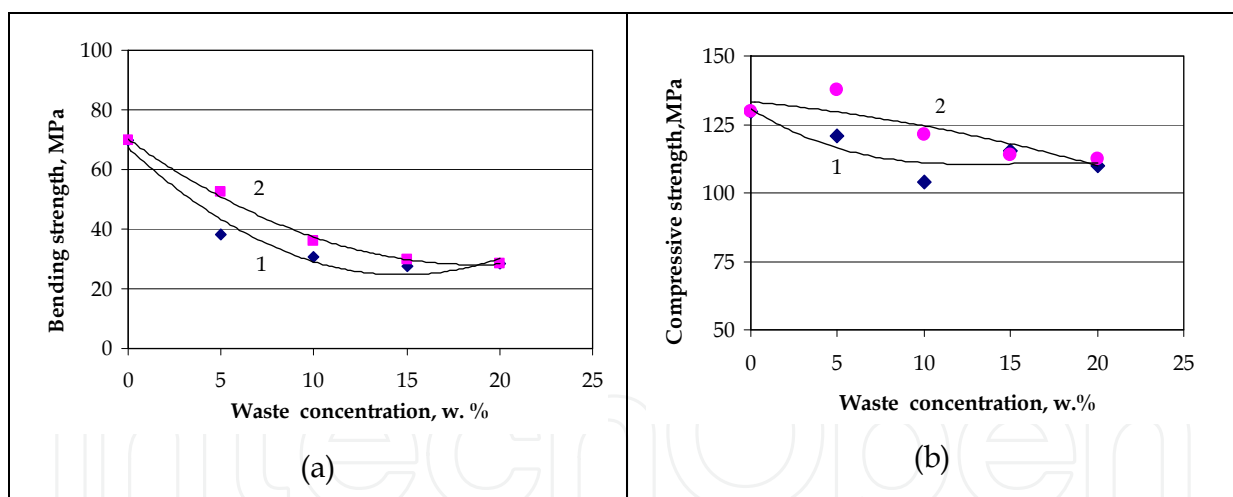 100
80
60
40
20
0
0 5 10 15 20 25
Bending strength, MPa
Waste concentration, w. %
2
1
(a)
150
125
100
75
50
0 5 10 15 20 25
Compressive strength,MPa
Waste concentration, w.%
2
1
(b)
IntechOpen